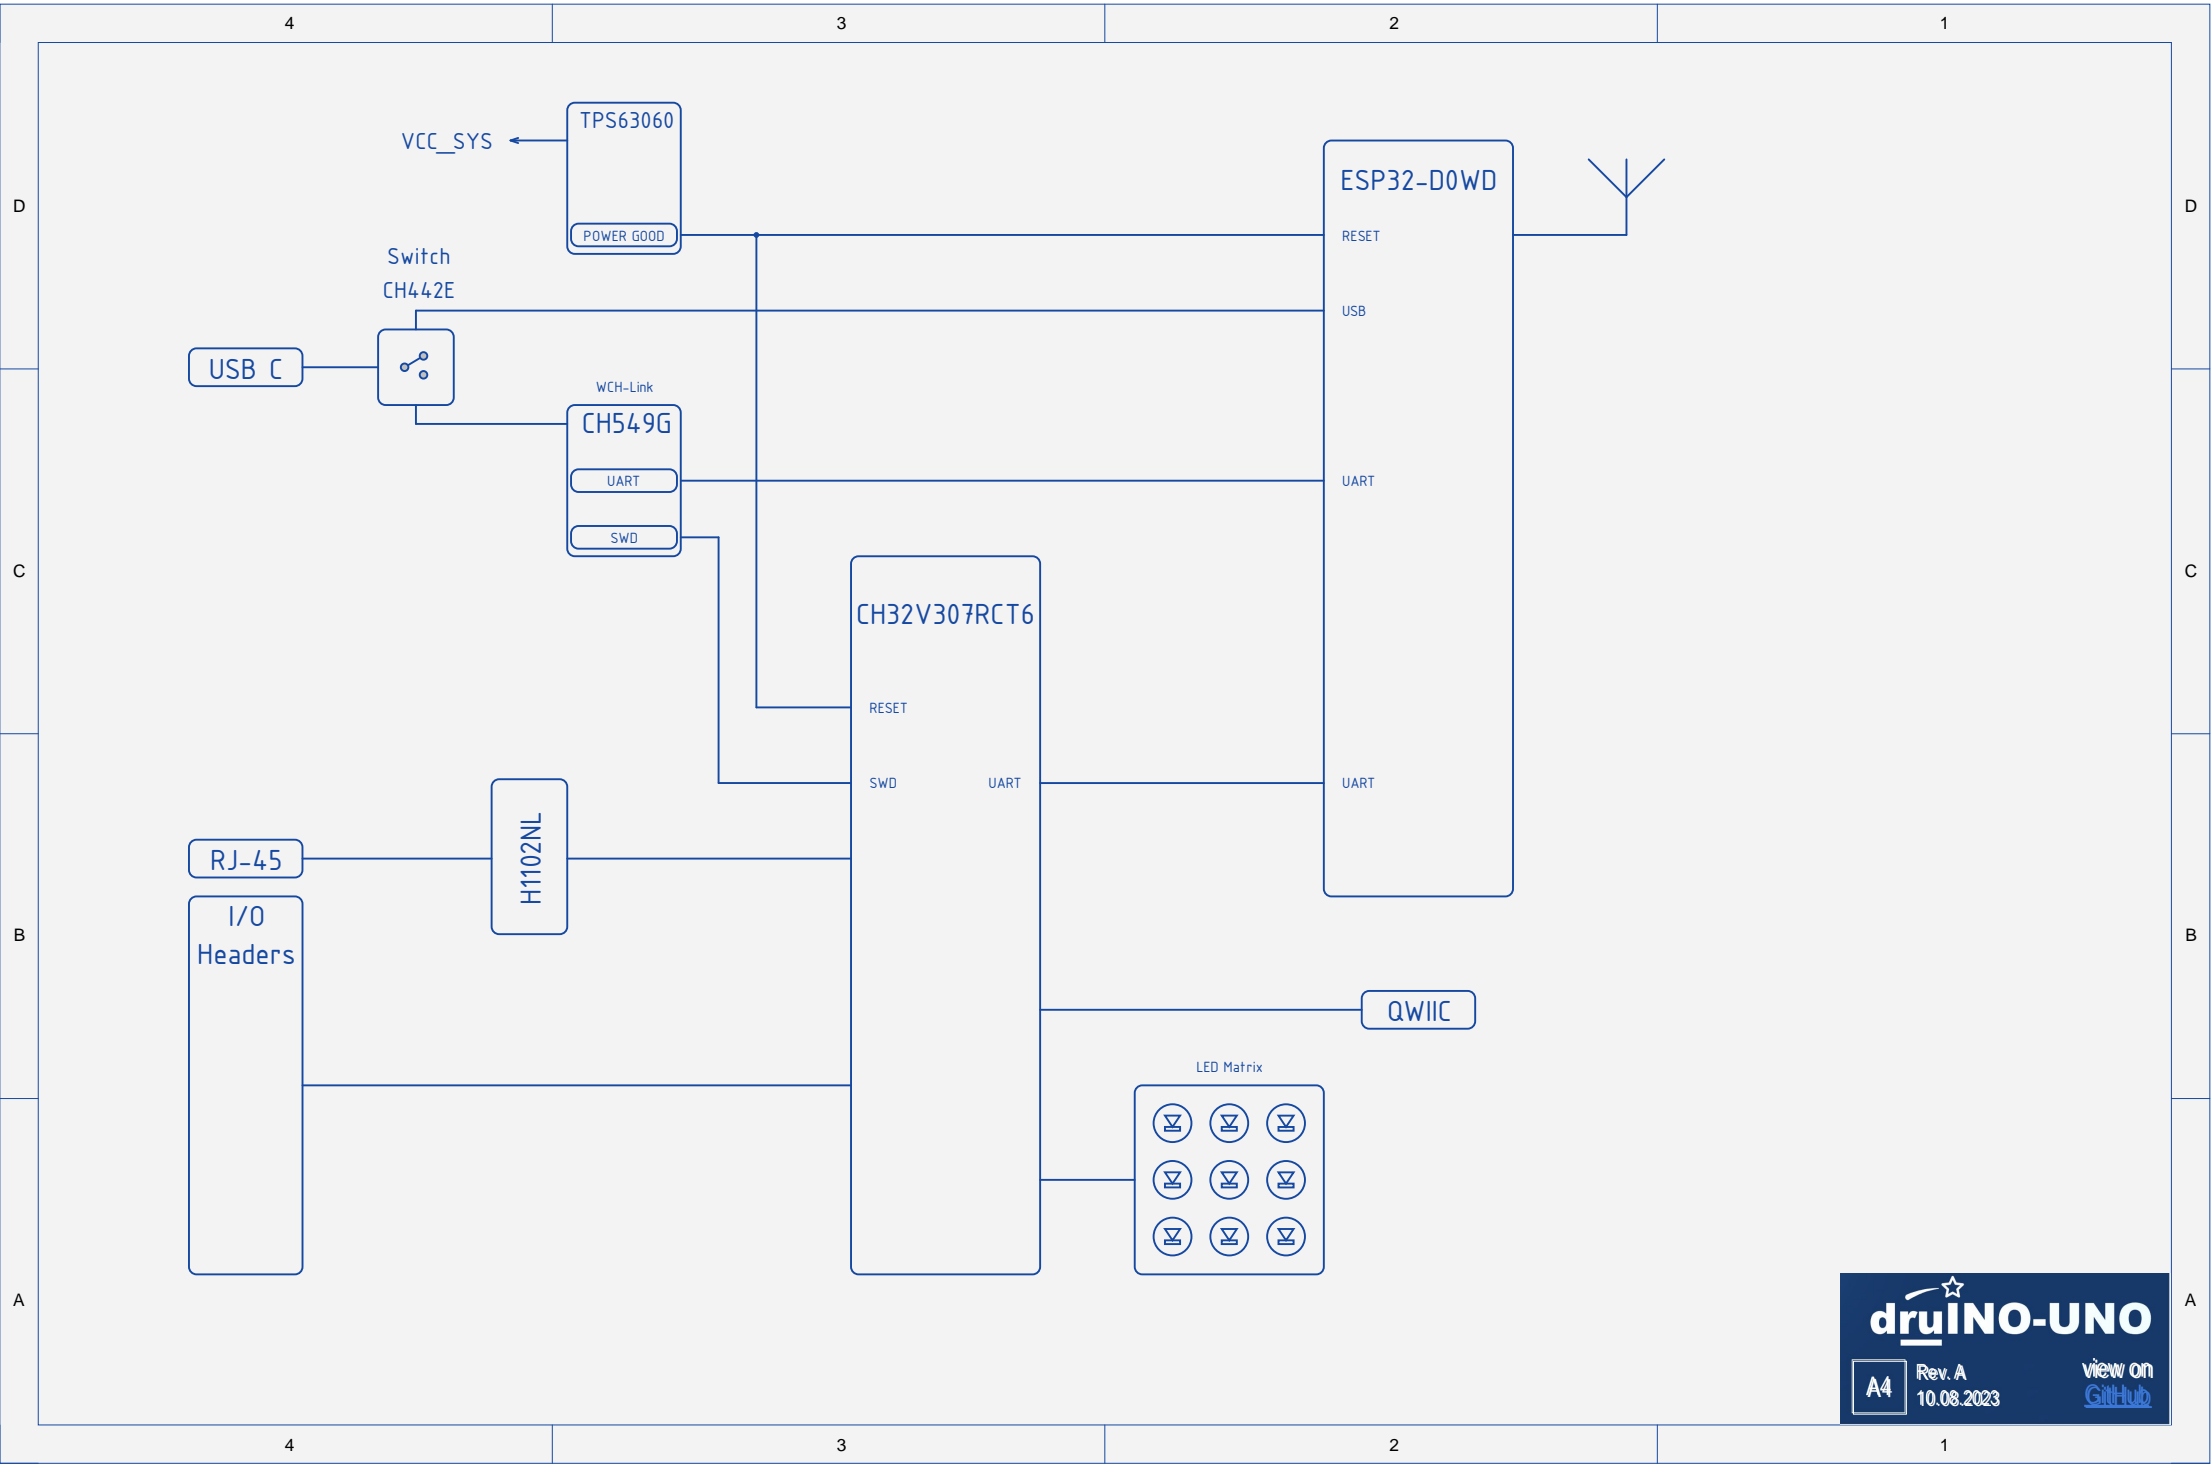 4 3 2 1
TPS63060
VCC_SYS
POWER GOOD
ESP32-D0WD
D
D
RESET
Switch
CH442E
USB
USB C
WCH-Link
CH549G
UART
UART
SWD
C
C
CH32V307RCT6
RESET
SWD
UART
UART
H1102NL
RJ-45
I/O
Headers
B
B
QWIIC
LED Matrix
A
A
druINO-UNO
A4
Rev. A
10.08.2023
view on
GitHub
4 3 2 1